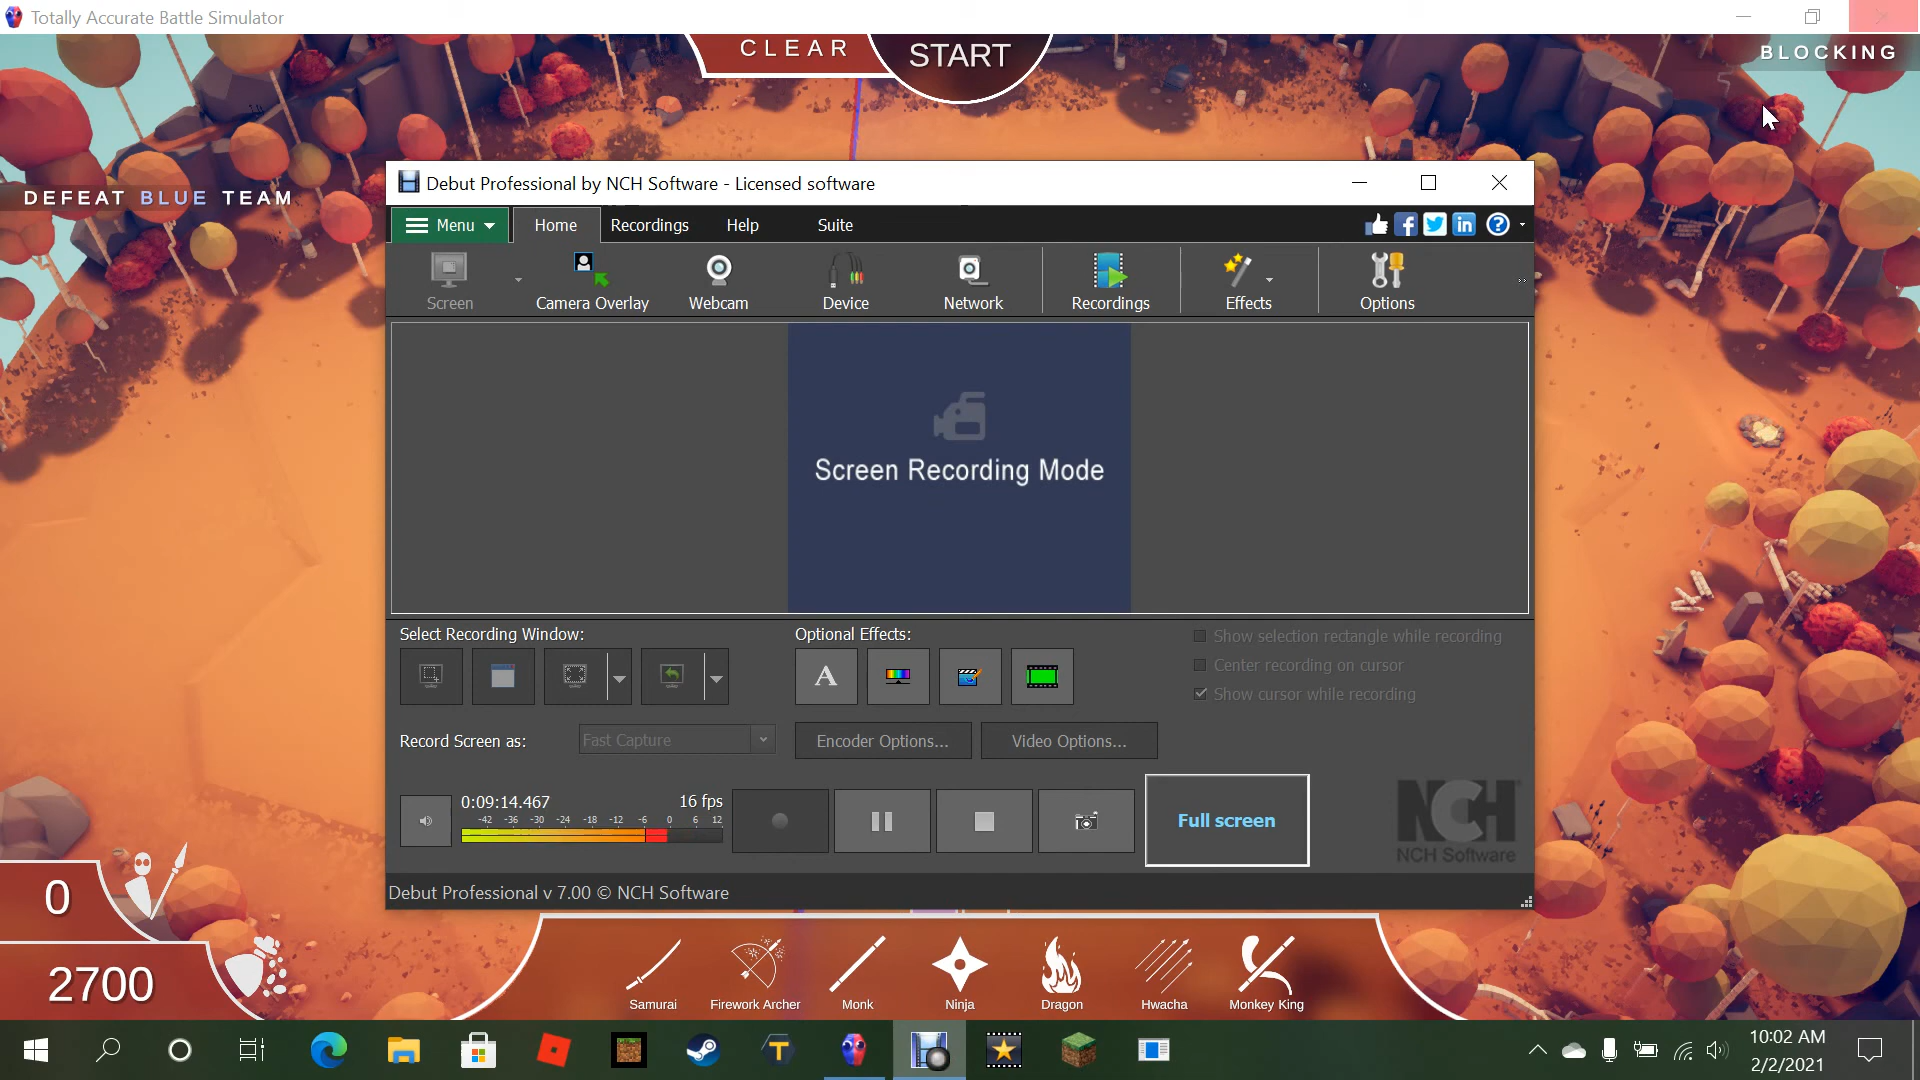 Totally Accurate Battle Simulator
CLEAR
START
BLOCKING
DEFEAT BLUE TEAM
Debut Professional by NCH Software - Licensed software
Menu
Home
Recordings
Help
Suite
Screen
Camera Overlay
Webcam
Device
Network
Recordings
Effects
Options
Screen Recording Mode
Select Recording Window:
Optional Effects:
Show selection rectangle while recording
Center recording on cursor
Show cursor while recording
Record Screen as:
Fast Capture
Encoder Options...
Video Options...
0:09:14.467
16 fps
-42 -36 -30 -24 -18 -12 -6 0 6 12
Full screen
NCH
NCH Software
Debut Professional v 7.00 © NCH Software
0
2700
Samurai
Firework Archer
Monk
Ninja
Dragon
Hwacha
Monkey King
10:02 AM
2/2/2021